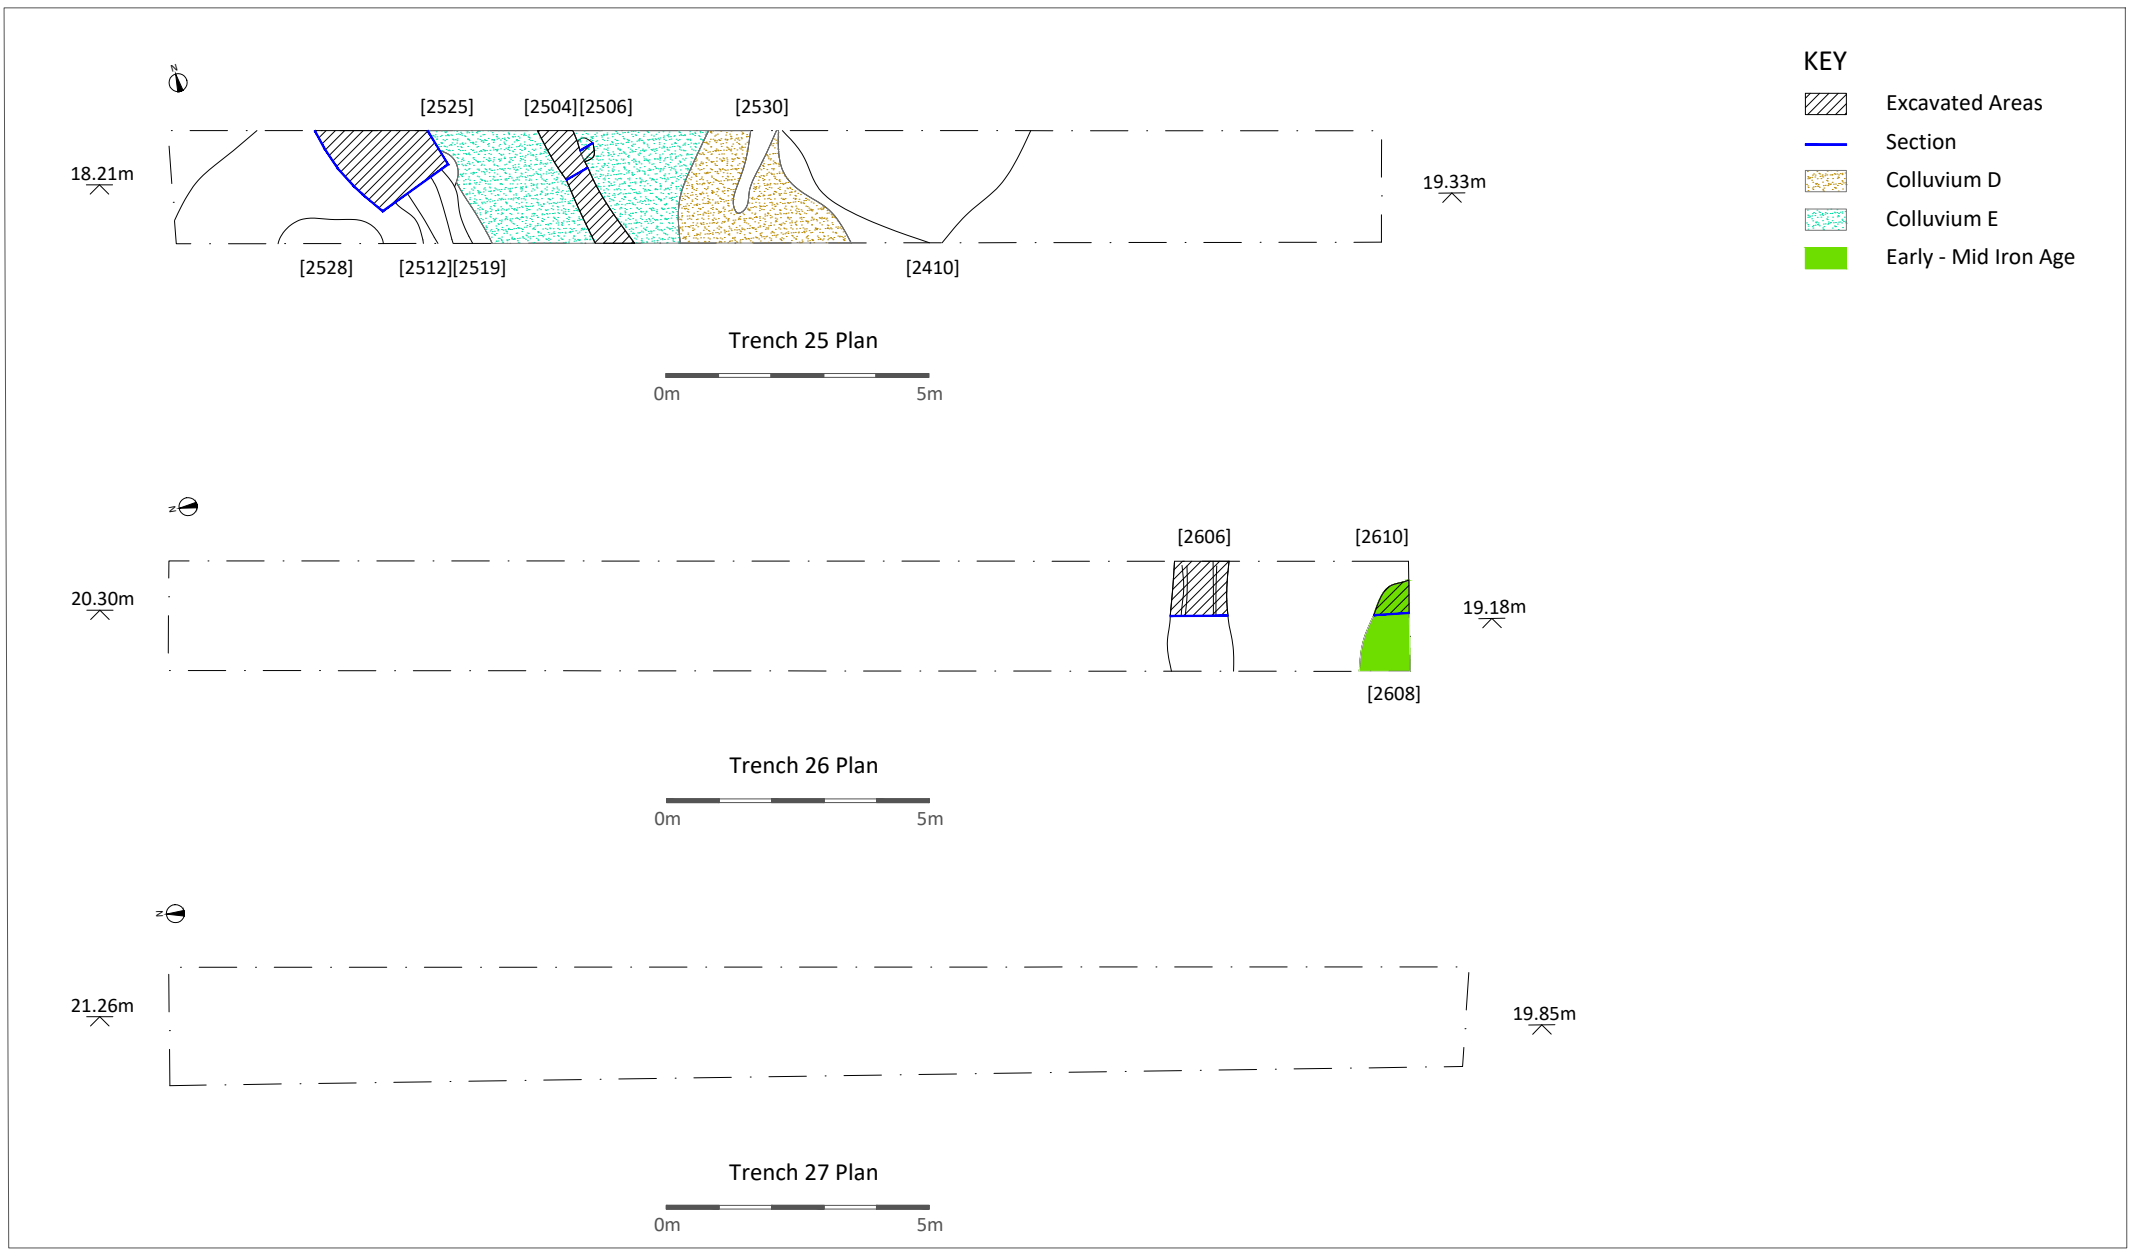 KEY
Excavated Areas
Section
Colluvium D
Colluvium E
Early - Mid Iron Age
N
[2525] [2504] [2506] [2530]
18.21m
19.33m
[2528] [2512] [2519] [2410]
Trench 25 Plan
0m 5m
N
[2606] [2610]
20.30m
19.18m
[2608]
Trench 26 Plan
0m 5m
N
21.26m
19.85m
Trench 27 Plan
0m 5m